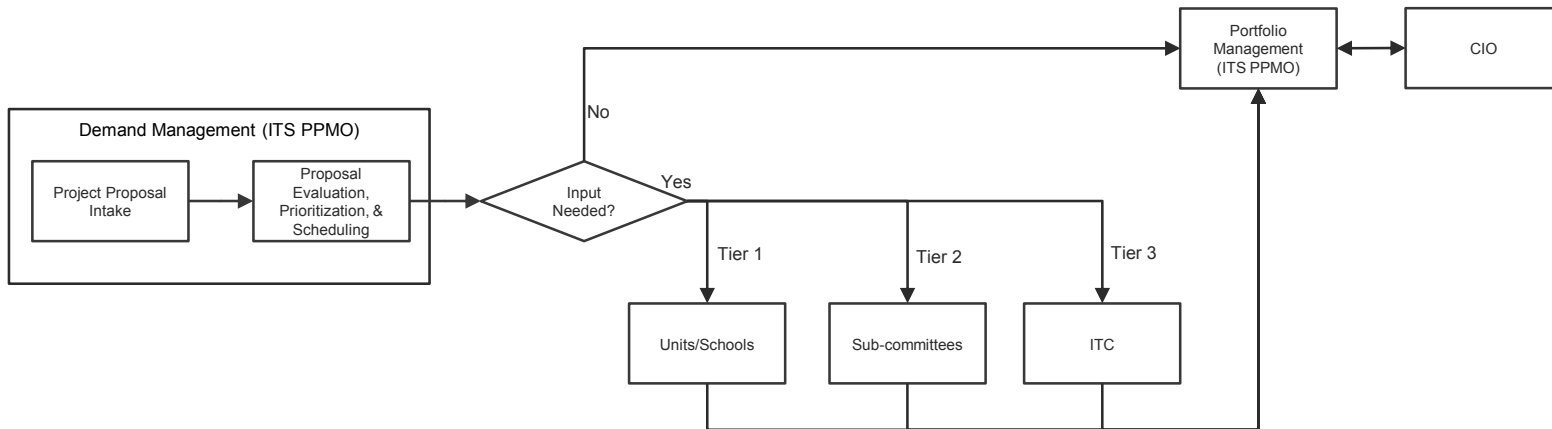 Portfolio
Management
(ITS PPMO)
CIO
No
Demand Management (ITS PPMO)
Project Proposal
Intake
Proposal
Evaluation,
Prioritization, &
Scheduling
Input
Needed?
Yes
Tier 1
Tier 2
Tier 3
Units/Schools
Sub-committees
ITC